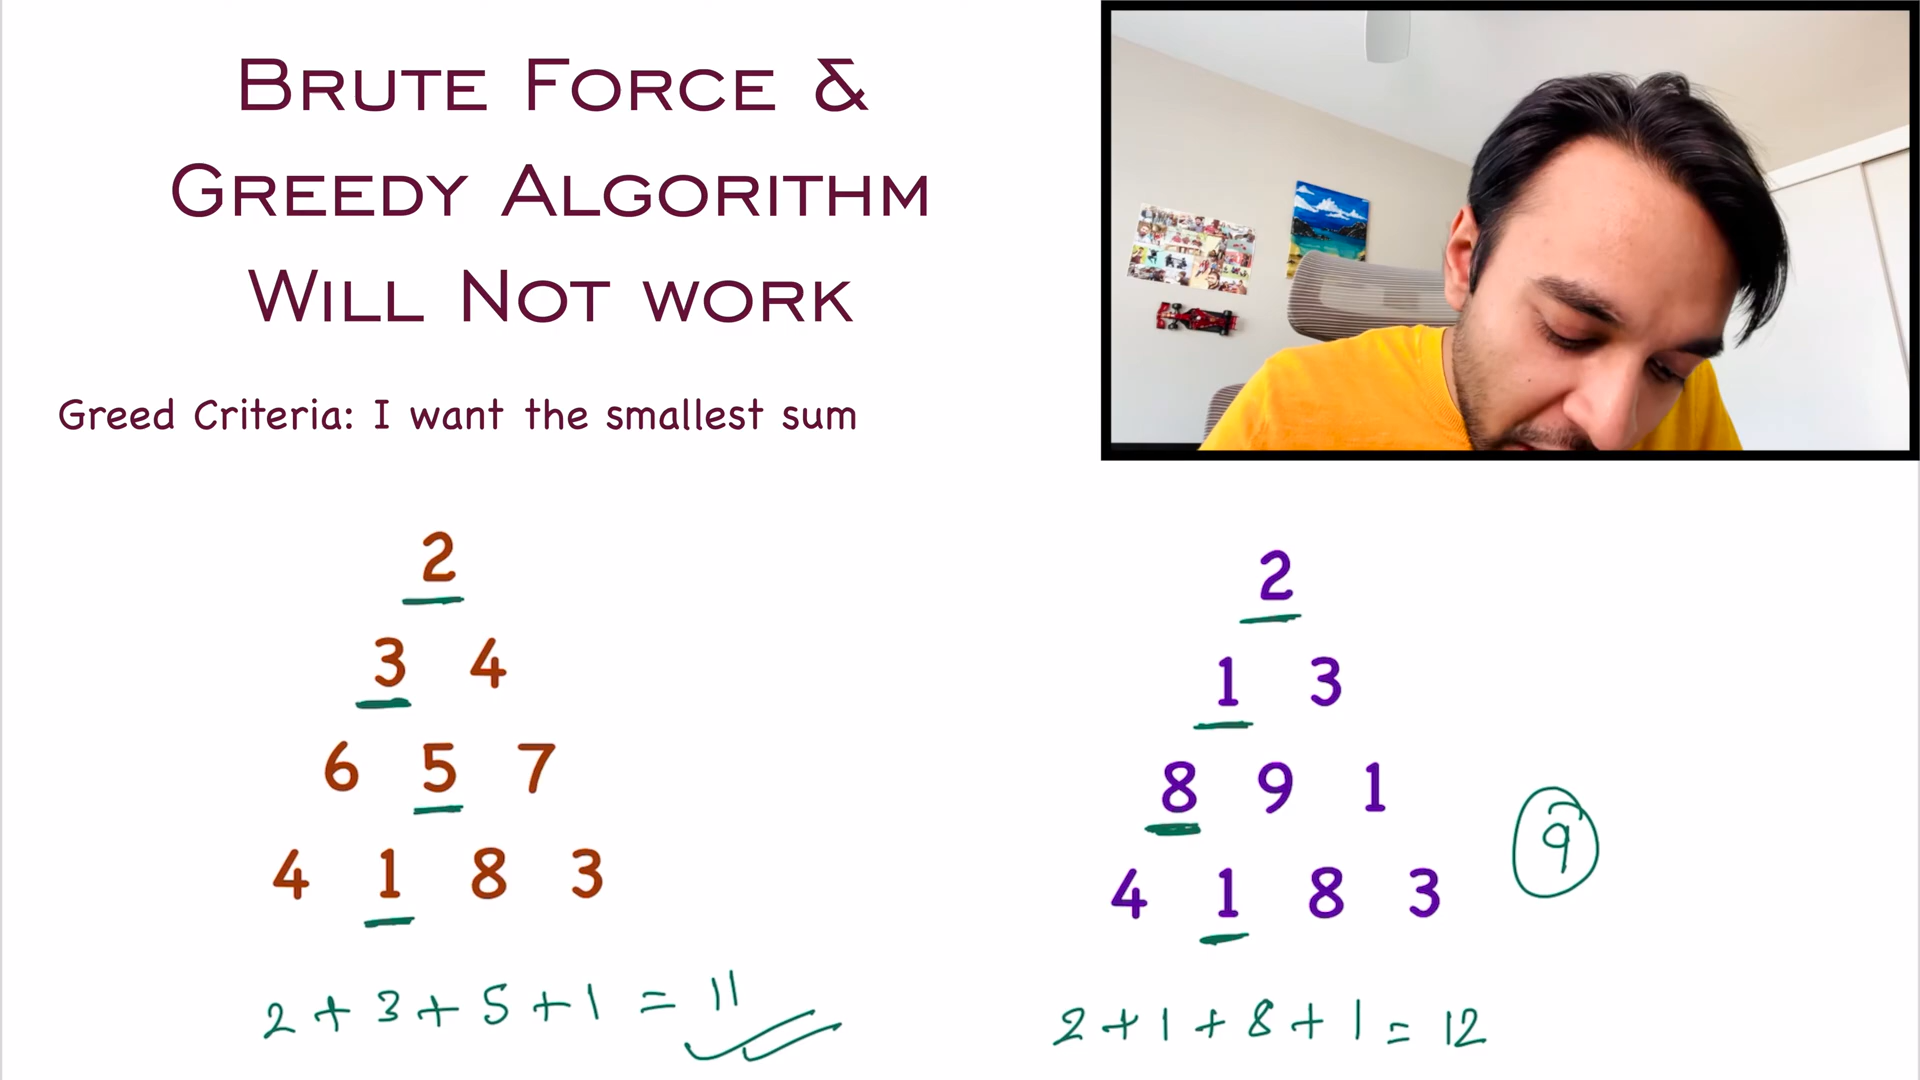 BRUTE FORCE &
GREEDY ALGORITHM
WILL NOT WORK
Greed Criteria: I want the smallest sum
2
3 4
6 5 7
4 1 8 3
2 + 3 + 5 + 1 = 11
2
1 3
8 9 1
4 1 8 3
9
2 + 1 + 8 + 1 = 12